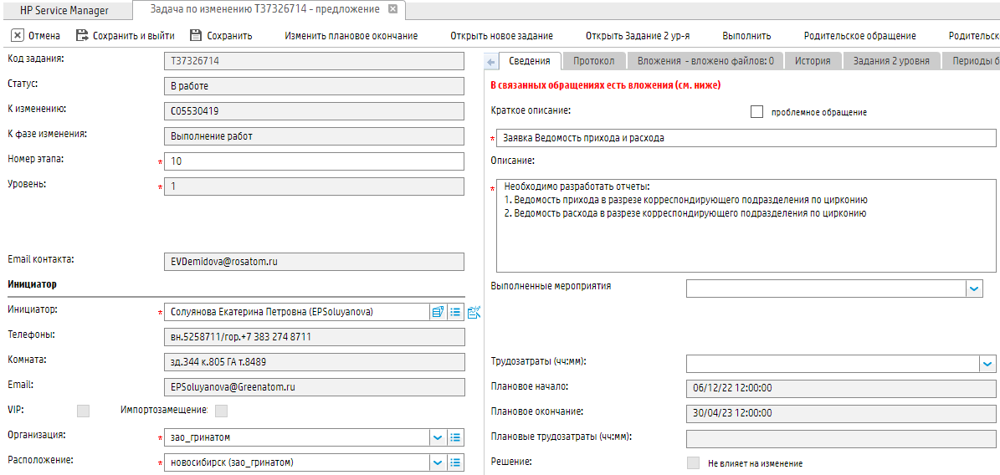 HP Service Manager
Задача по изменению T37326714 - предложение
Отмена
Сохранить и выйти
Сохранить
Изменить плановое окончание
Открыть новое задание
Открыть Задание 2 ур-я
Выполнить
Родительское обращение
Родительск
Код задания:
T37326714
Статус:
В работе
К изменению:
C05530419
К фазе изменения:
Выполнение работ
Номер этапа:
* 10
Уровень:
* 1
Email контакта:
EVDemidova@rosatom.ru
Инициатор
Инициатор:
* Солуянова Екатерина Петровна (EPSoluyanova)
Телефоны:
вн.5258711/гор.+7 383 274 8711
Комната:
зд.344 к.805 ГА т.8489
Email:
EPSoluyanova@Greenatom.ru
VIP:
Импортозамещение:
Организация:
* зао_гринатом
Расположение:
* новосибирск (зао_гринатом)
Сведения
Протокол
Вложения - вложено файлов: 0
История
Задания 2 уровня
Периоды б
В связанных обращениях есть вложения (см. ниже)
Краткое описание:
проблемное обращение
* Заявка Ведомость прихода и расхода
Описание:
* Необходимо разработать отчеты:
1. Ведомость прихода в разрезе корреспондирующего подразделения по цирконию
2. Ведомость расхода в разрезе корреспондирующего подразделения по цирконию
Выполненные мероприятия
Трудозатраты (чч:мм):
Плановое начало:
06/12/22 12:00:00
Плановое окончание:
30/04/23 12:00:00
Плановые трудозатраты (чч:мм):
Решение:
Не влияет на изменение